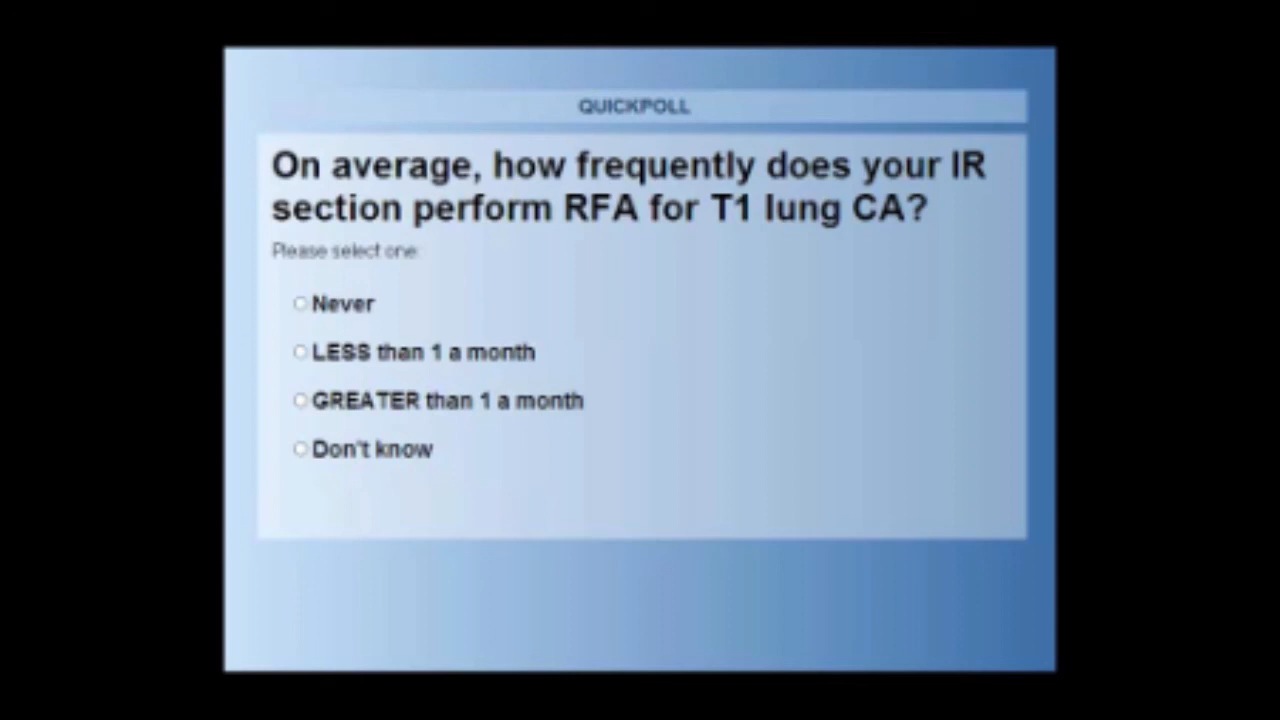 QUICKPOLL
On average, how frequently does your IR
section perform RFA for T1 lung CA?
Please select one:
Never
LESS than 1 a month
GREATER than 1 a month
Don't know